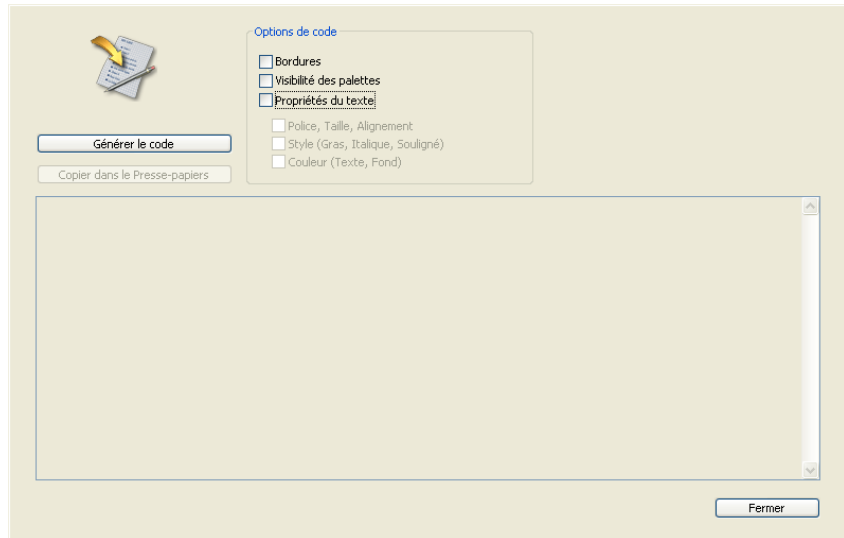 Options de code
Bordures
Visibilité des palettes
Propriétés du texte
Police, Taille, Alignement
Style (Gras, Italique, Souligné)
Couleur (Texte, Fond)
Générer le code
Copier dans le Presse-papiers
Fermer